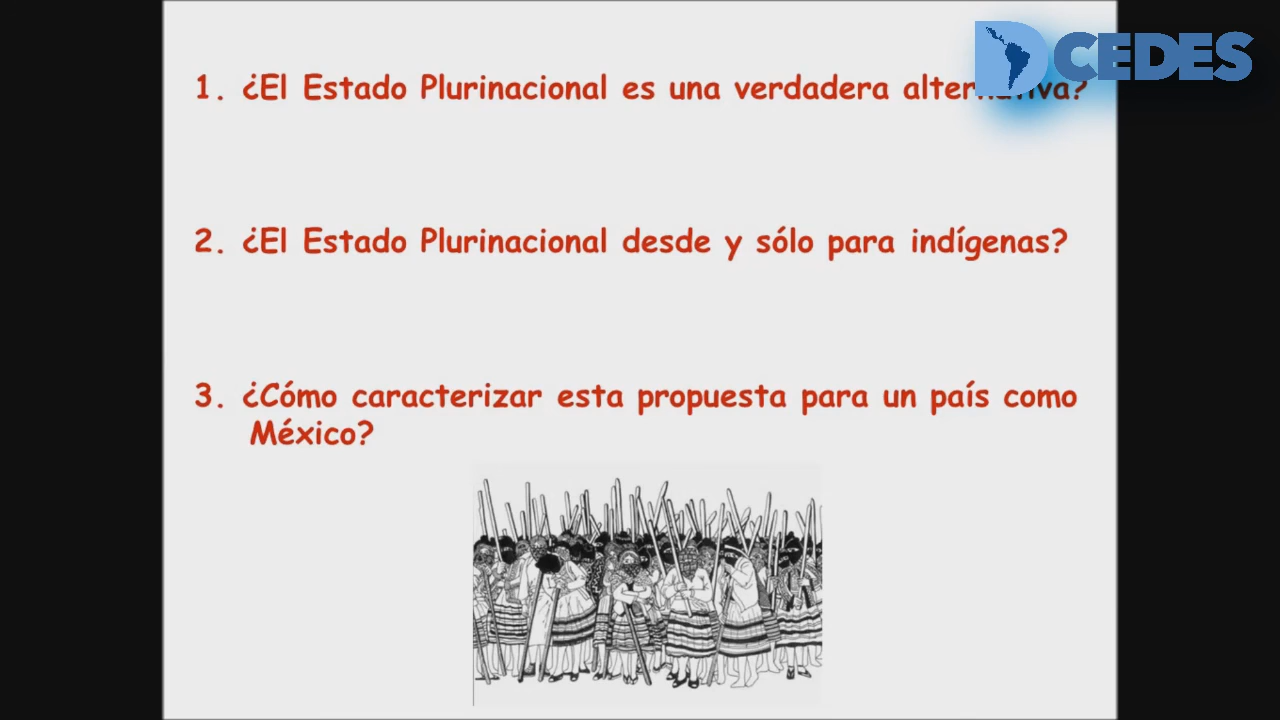 CEDES
1. ¿El Estado Plurinacional es una verdadera alternativa?
2. ¿El Estado Plurinacional desde y sólo para indígenas?
3. ¿Cómo caracterizar esta propuesta para un país como
México?